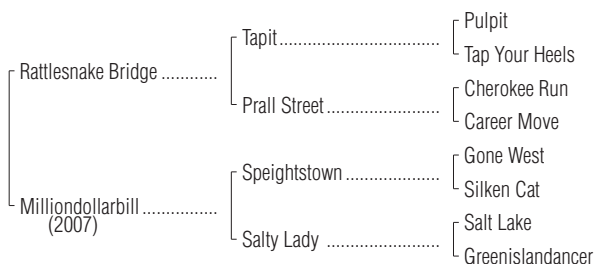 Pulpit
Tapit
Tap Your Heels
Rattlesnake Bridge
Cherokee Run
Prall Street
Career Move
Gone West
Speightstown
Silken Cat
Milliondollarbill
(2007)
Salt Lake
Salty Lady
Greenislandancer